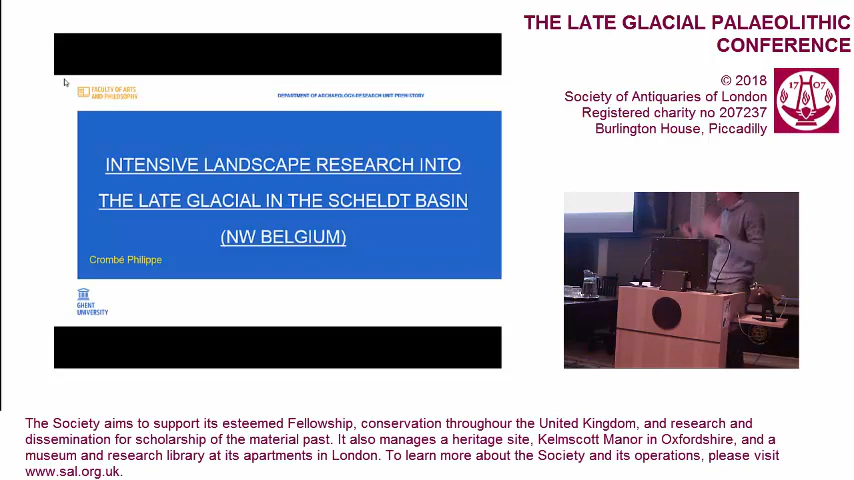 THE LATE GLACIAL PALAEOLITHIC
CONFERENCE
© 2018
Society of Antiquaries of London
Registered charity no 207237
Burlington House, Piccadilly
17 07
FACULTY OF ARTS
AND PHILOSOPHY
DEPARTMENT OF ARCHAEOLOGY-RESEARCH UNIT PREHISTORY
INTENSIVE LANDSCAPE RESEARCH INTO
THE LATE GLACIAL IN THE SCHELDT BASIN
(NW BELGIUM)
Crombé Philippe
GHENT
UNIVERSITY
The Society aims to support its esteemed Fellowship, conservation throughour the United Kingdom, and research and
dissemination for scholarship of the material past. It also manages a heritage site, Kelmscott Manor in Oxfordshire, and a
museum and research library at its apartments in London. To learn more about the Society and its operations, please visit
www.sal.org.uk.